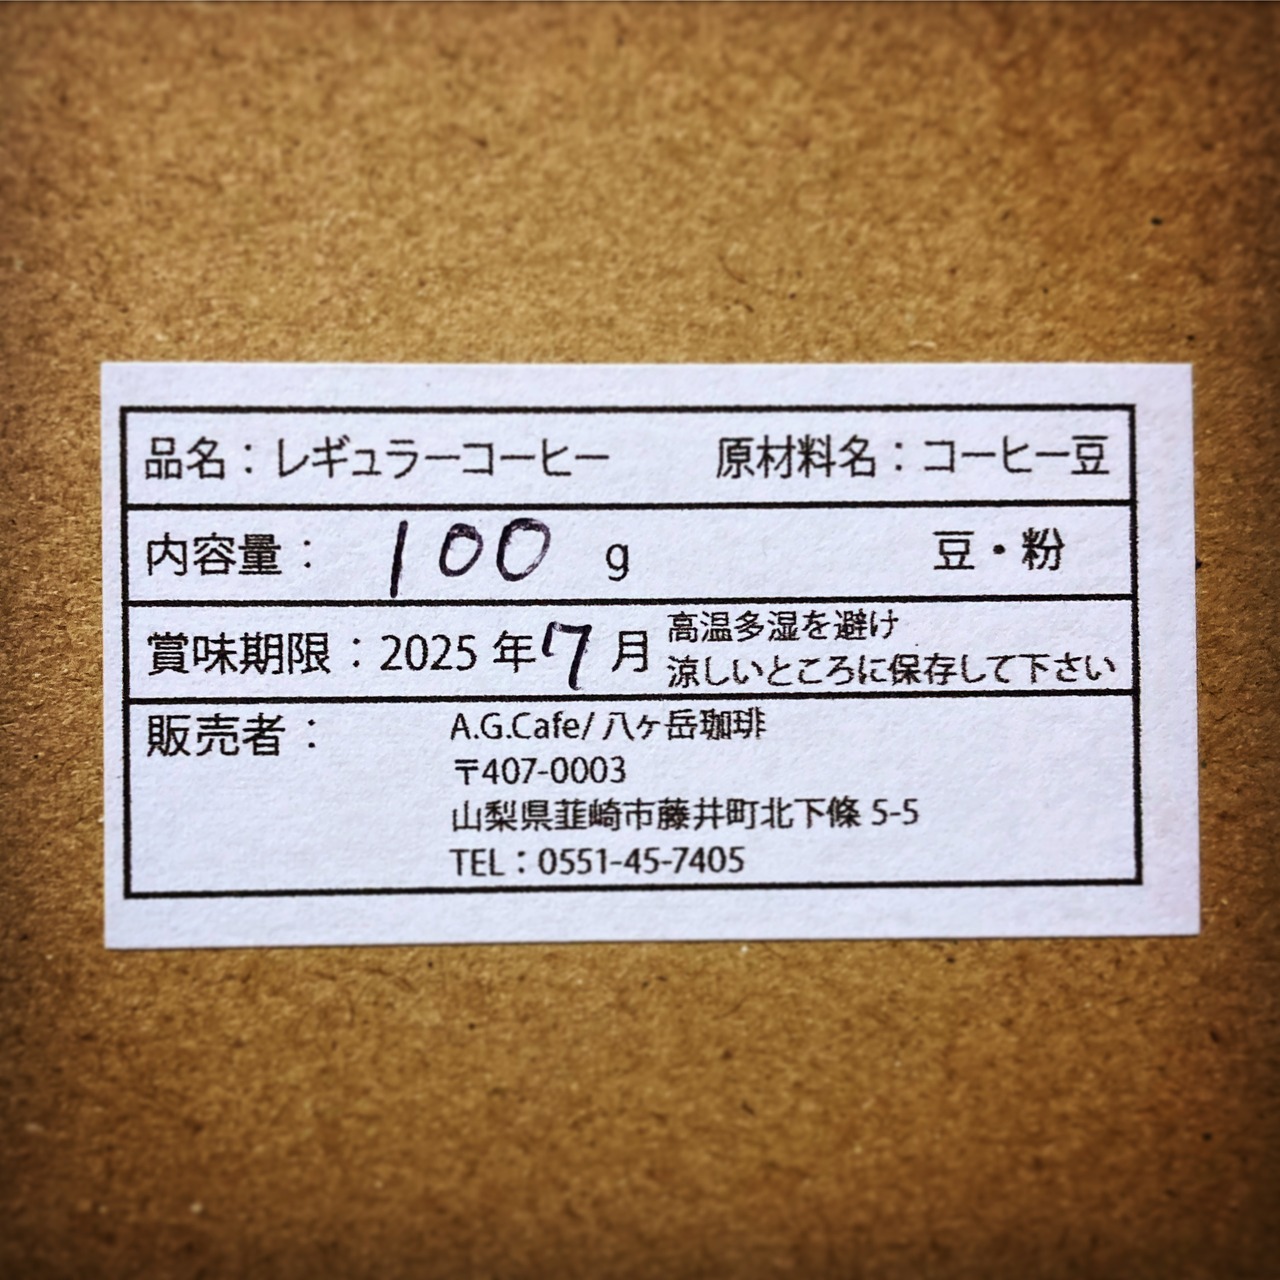 品名：レギュラーコーヒー　　原材料名：コーヒー豆
内容量：　100 g　　豆・粉
賞味期限：2025 年 7 月　高温多湿を避け
涼しいところに保存して下さい
販売者：　A.G.Cafe/ 八ヶ岳珈琲
〒407-0003
山梨県韮崎市藤井町北下條 5-5
TEL：0551-45-7405